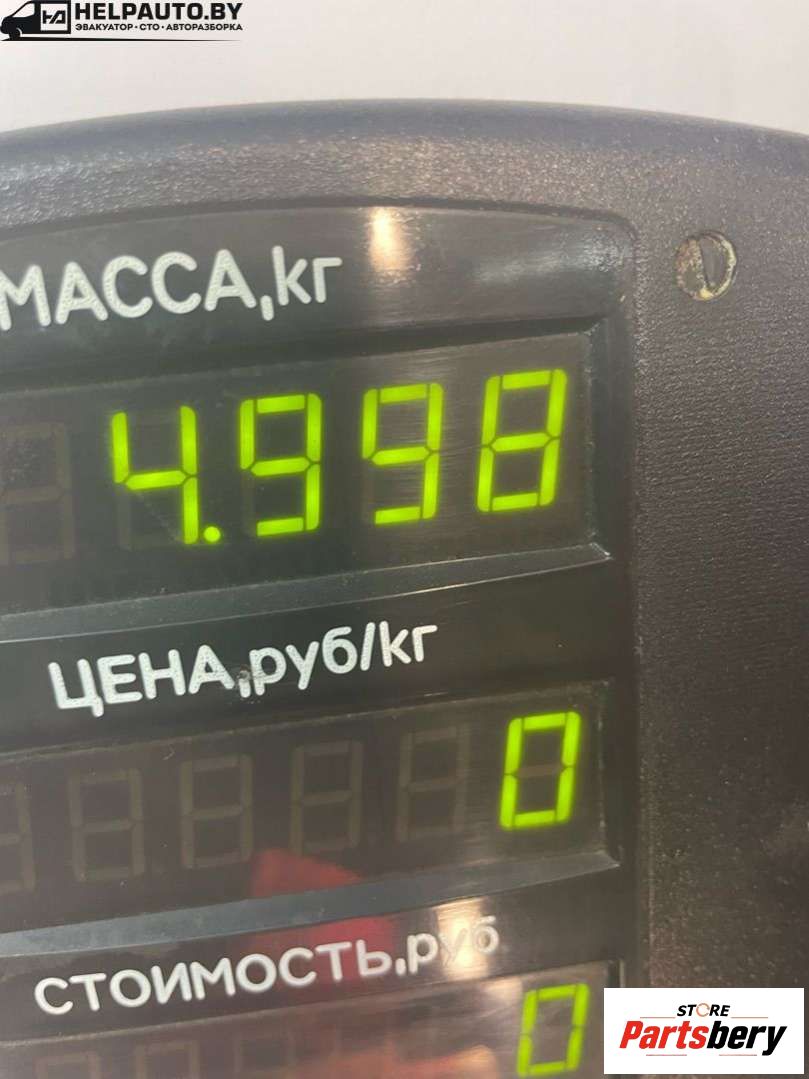 HELPAUTO.BY
ЭВАКУАТОР • СТО • АВТОРАЗБОРКА
МАССА,кг
4.998
ЦЕНА,руб/кг
0
СТОИМОСТЬ,руб
0
STORE
Partsbery